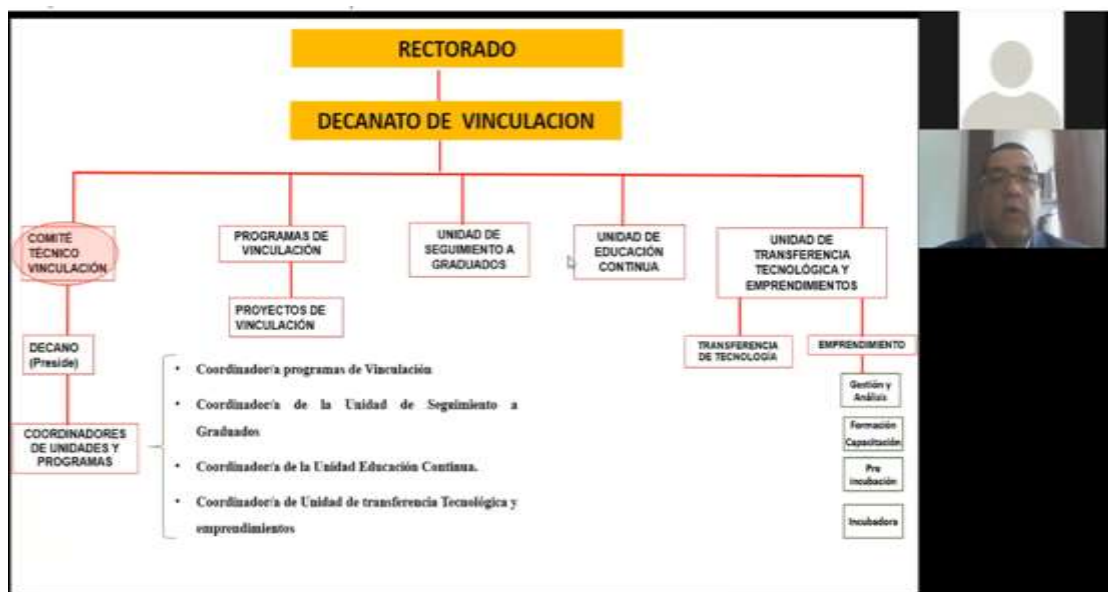 RECTORADO
DECANATO DE VINCULACION
COMITÉ
TÉCNICO
VINCULACIÓN
PROGRAMAS DE
VINCULACIÓN
UNIDAD DE
SEGUIMIENTO A
GRADUADOS
UNIDAD DE
EDUCACIÓN
CONTINUA
UNIDAD DE
TRANSFERENCIA
TECNOLÓGICA Y
EMPRENDIMIENTOS
PROYECTOS DE
VINCULACIÓN
DECANO
(Preside)
TRANSFERENCIA
DE TECNOLOGÍA
EMPRENDIMIENTO
COORDINADORES
DE UNIDADES Y
PROGRAMAS
• Coordinador/a programas de Vinculación
• Coordinador/a de la Unidad de Seguimiento a
Graduados
• Coordinador/a de la Unidad Educación Continua.
• Coordinador/a de Unidad de transferencia Tecnológica y
emprendimientos
Gestión y
Análisis
Formación
Capacitación
Pre
incubación
Incubadora